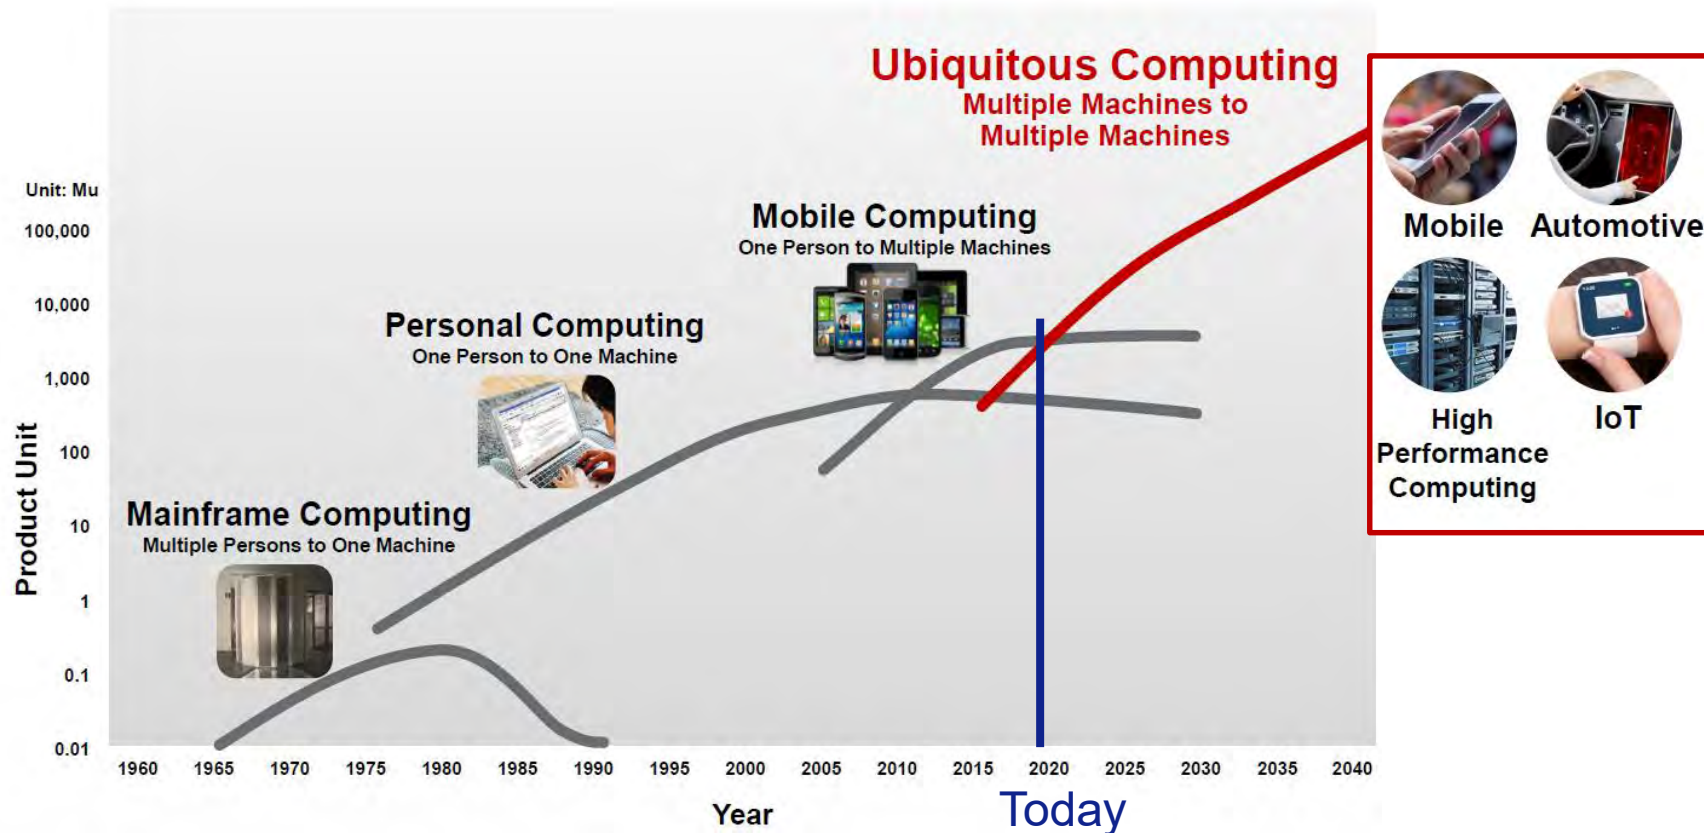 Ubiquitous Computing
Multiple Machines to
Multiple Machines
Mobile Computing
One Person to Multiple Machines
Personal Computing
One Person to One Machine
Mainframe Computing
Multiple Persons to One Machine
Unit: Mu
100,000
10,000
1,000
100
10
1
0.1
0.01
Product Unit
1960 1965 1970 1975 1980 1985 1990 1995 2000 2005 2010 2015 2020 2025 2030 2035 2040
Year
Today
Mobile
Automotive
High
Performance
Computing
IoT